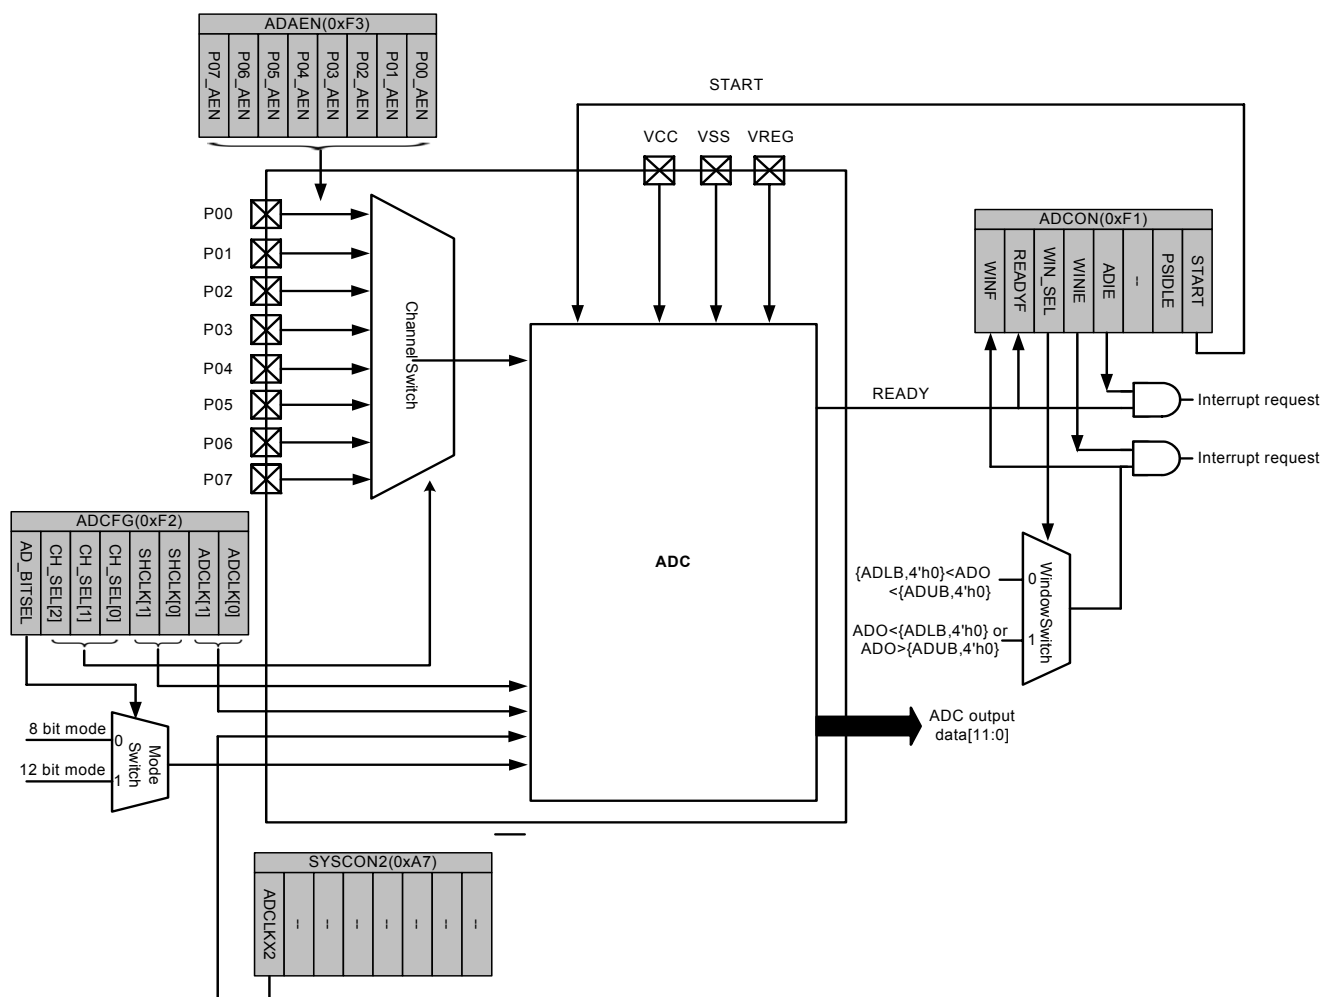 ADAEN(0xF3)
P07_AEN
P06_AEN
P05_AEN
P04_AEN
P03_AEN
P02_AEN
P01_AEN
P00_AEN
START
VCC
VSS
VREG
P00
P01
P02
P03
P04
P05
P06
P07
Channel Switch
ADCON(0xF1)
WINF
READYF
WIN_SEL
WINIE
ADIE
--
PSIDLE
START
READY
Interrupt request
Interrupt request
ADCFG(0xF2)
AD_BITSEL
CH_SEL[2]
CH_SEL[1]
CH_SEL[0]
SHCLK[1]
SHCLK[0]
ADCLK[1]
ADCLK[0]
ADC
{ADLB,4'h0}<ADO
<{ADUB,4'h0}
0
ADO<{ADLB,4'h0} or
ADO>{ADUB,4'h0}
1
WindowSwitch
8 bit mode
0
12 bit mode
1
Mode
Switch
ADC output
data[11:0]
SYSCON2(0xA7)
ADCLKX2
--
--
--
--
--
--
--